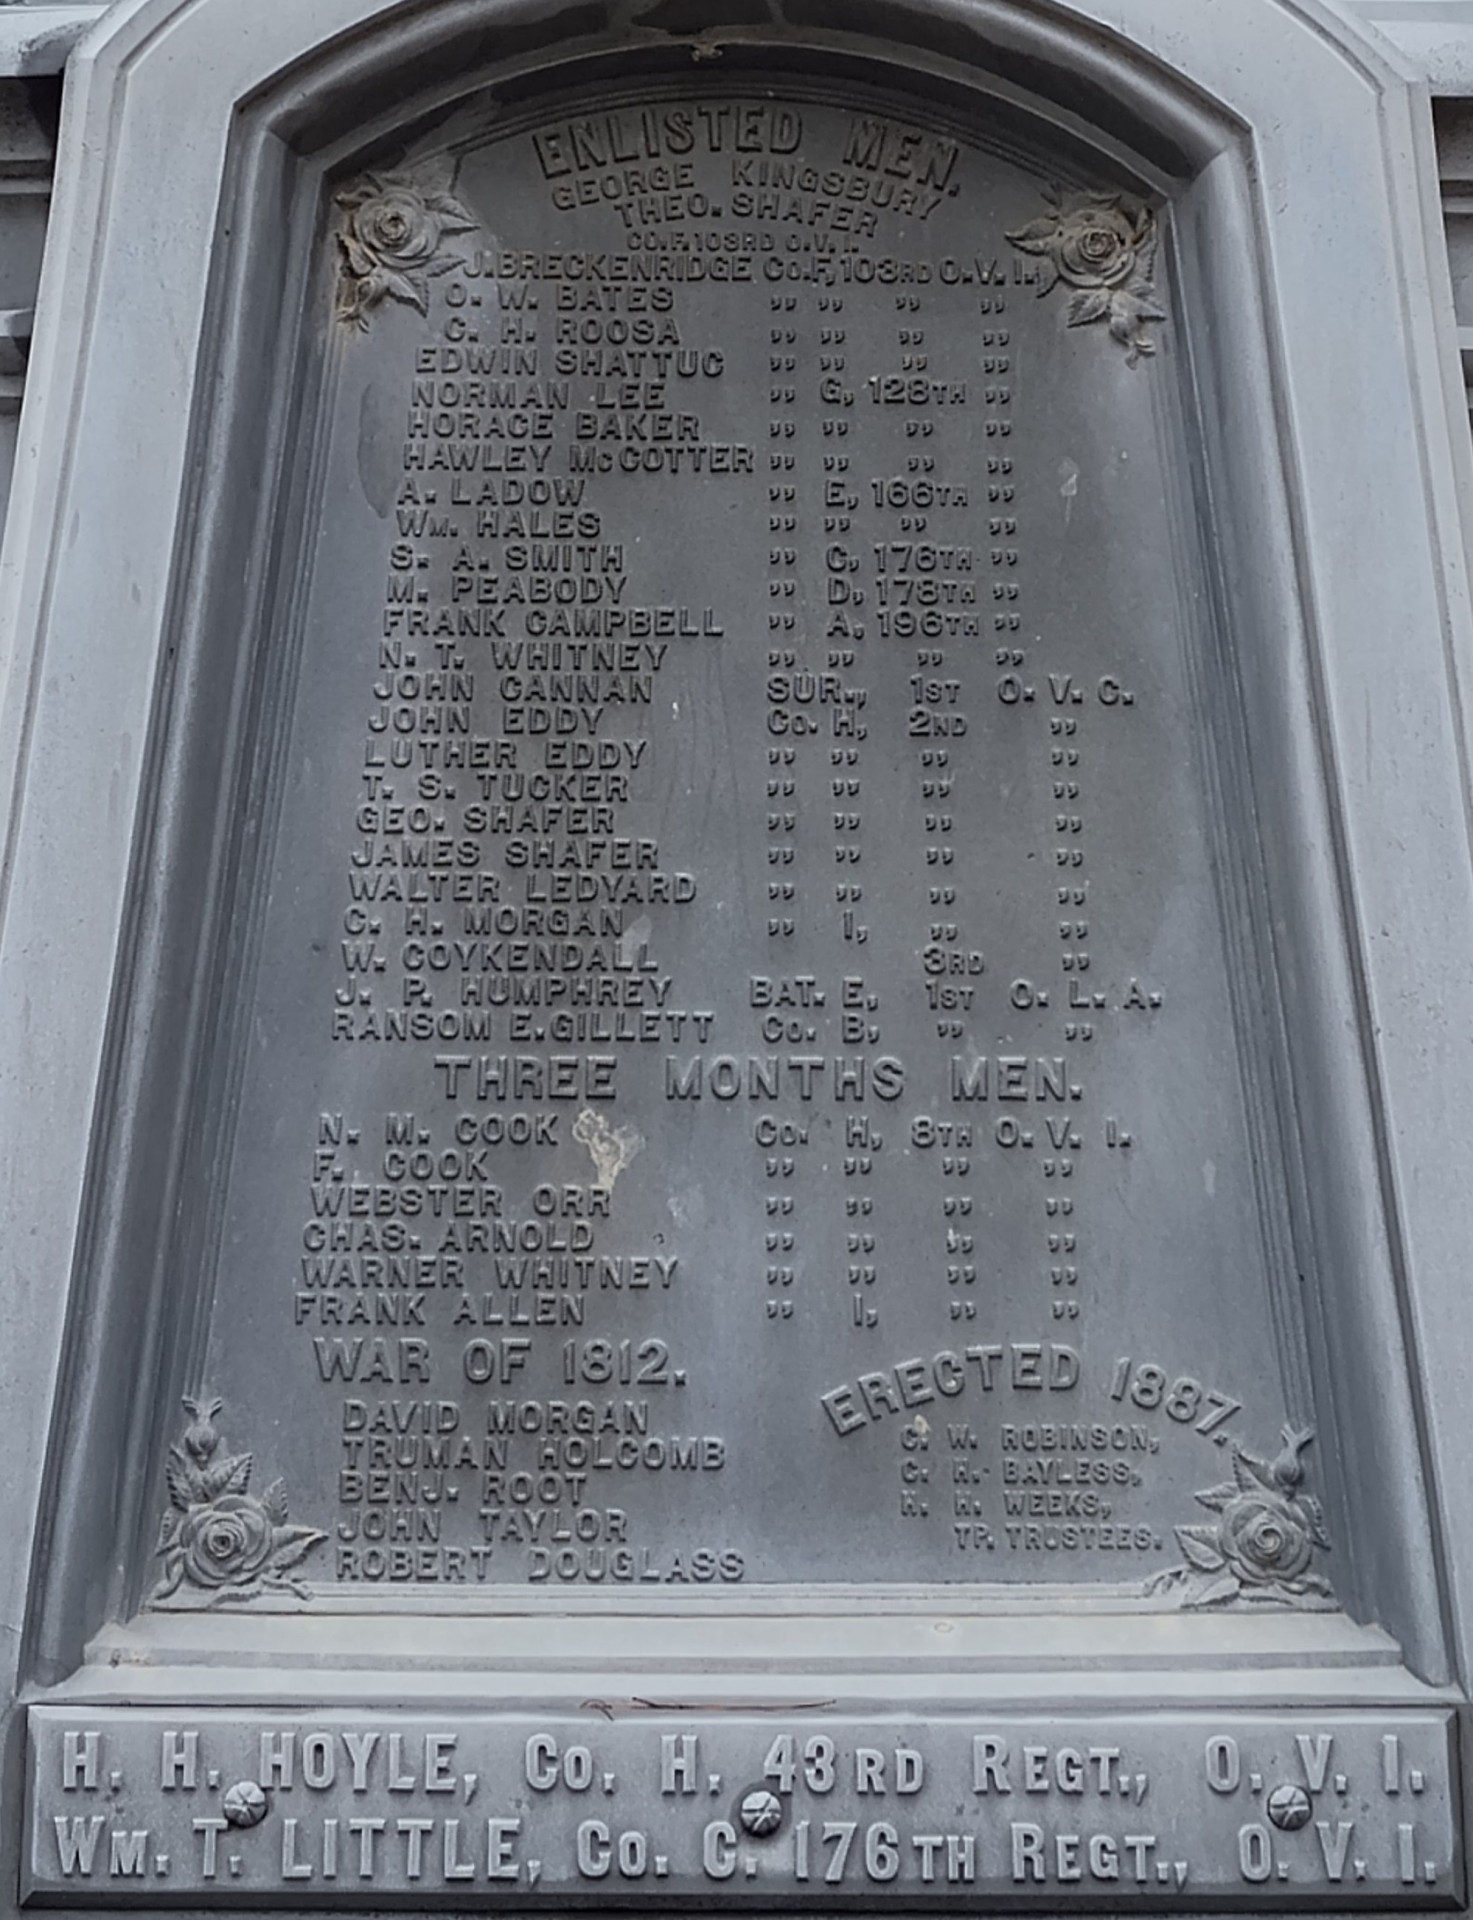 ENLISTED MEN.
GEORGE KINGSBURY
THEO. SHAFER
CO. F. 103RD O. V. I.
J. BRECKENRIDGE Co. F, 103RD O. V. I.,
O. W. BATES " " " "
C. H. ROOSA " " " "
EDWIN SHATTUC " " " "
NORMAN LEE " G, 128TH "
HORACE BAKER " " " "
HAWLEY McCOTTER " " " "
A. LADOW " E, 166TH "
WM. HALES " " " "
S. A. SMITH " C, 176TH "
M. PEABODY " D, 178TH "
FRANK CAMPBELL " A, 196TH "
N. T. WHITNEY " " " "
JOHN CANNAN SUR., 1ST O. V. C.
JOHN EDDY Co. H, 2ND "
LUTHER EDDY " " " "
T. S. TUCKER " " " "
GEO. SHAFER " " " "
JAMES SHAFER " " " "
WALTER LEDYARD " " " "
C. H. MORGAN " I, " "
W. COYKENDALL 3RD "
J. P. HUMPHREY BAT. E, 1ST O. L. A.
RANSOM E. GILLETT Co. B, " "
THREE MONTHS MEN.
N. M. COOK Co. H, 8TH O. V. I.
F. COOK " " " "
WEBSTER ORR " " " "
CHAS. ARNOLD " " " "
WARNER WHITNEY " " " "
FRANK ALLEN " I, " "
WAR OF 1812.
DAVID MORGAN
TRUMAN HOLCOMB
BENJ. ROOT
JOHN TAYLOR
ROBERT DOUGLASS
ERECTED 1887.
C. W. ROBINSON,
C. H. BAYLESS,
H. H. WEEKS,
TP. TRUSTEES.
H. H. HOYLE, Co. H. 43RD REGT., O. V. I.
WM. T. LITTLE, Co. C. 176TH REGT., O. V. I.